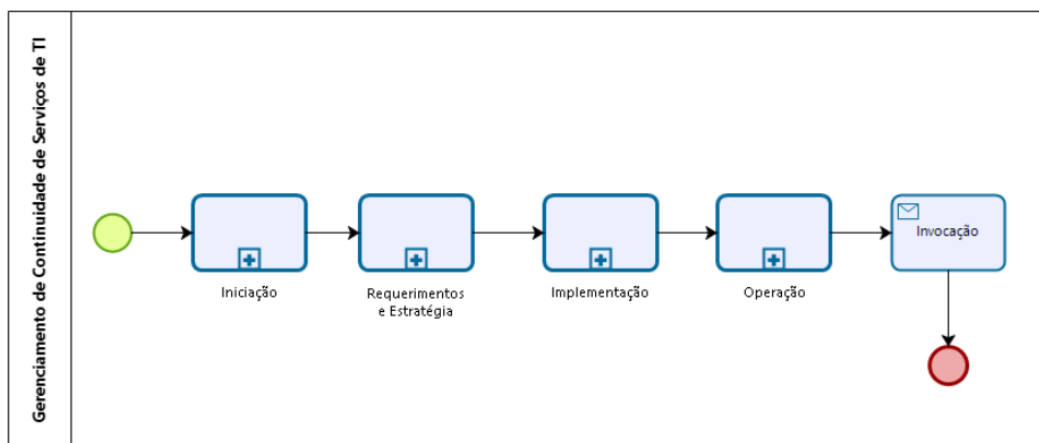 Gerenciamento de Continuidade de Serviços de TI
Invocação
Iniciação
Requerimentos
e Estratégia
Implementação
Operação